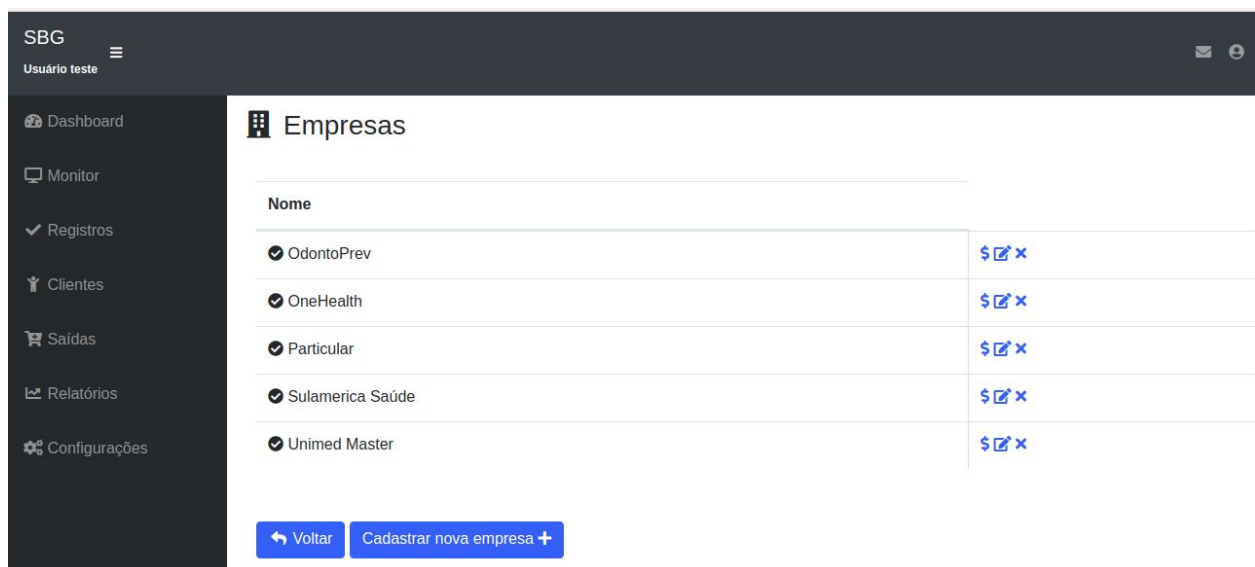 SBG
Usuário teste
Dashboard
Monitor
Registros
Clientes
Saídas
Relatórios
Configurações
Empresas
Nome
OdontoPrev
OneHealth
Particular
Sulamerica Saúde
Unimed Master
Voltar
Cadastrar nova empresa